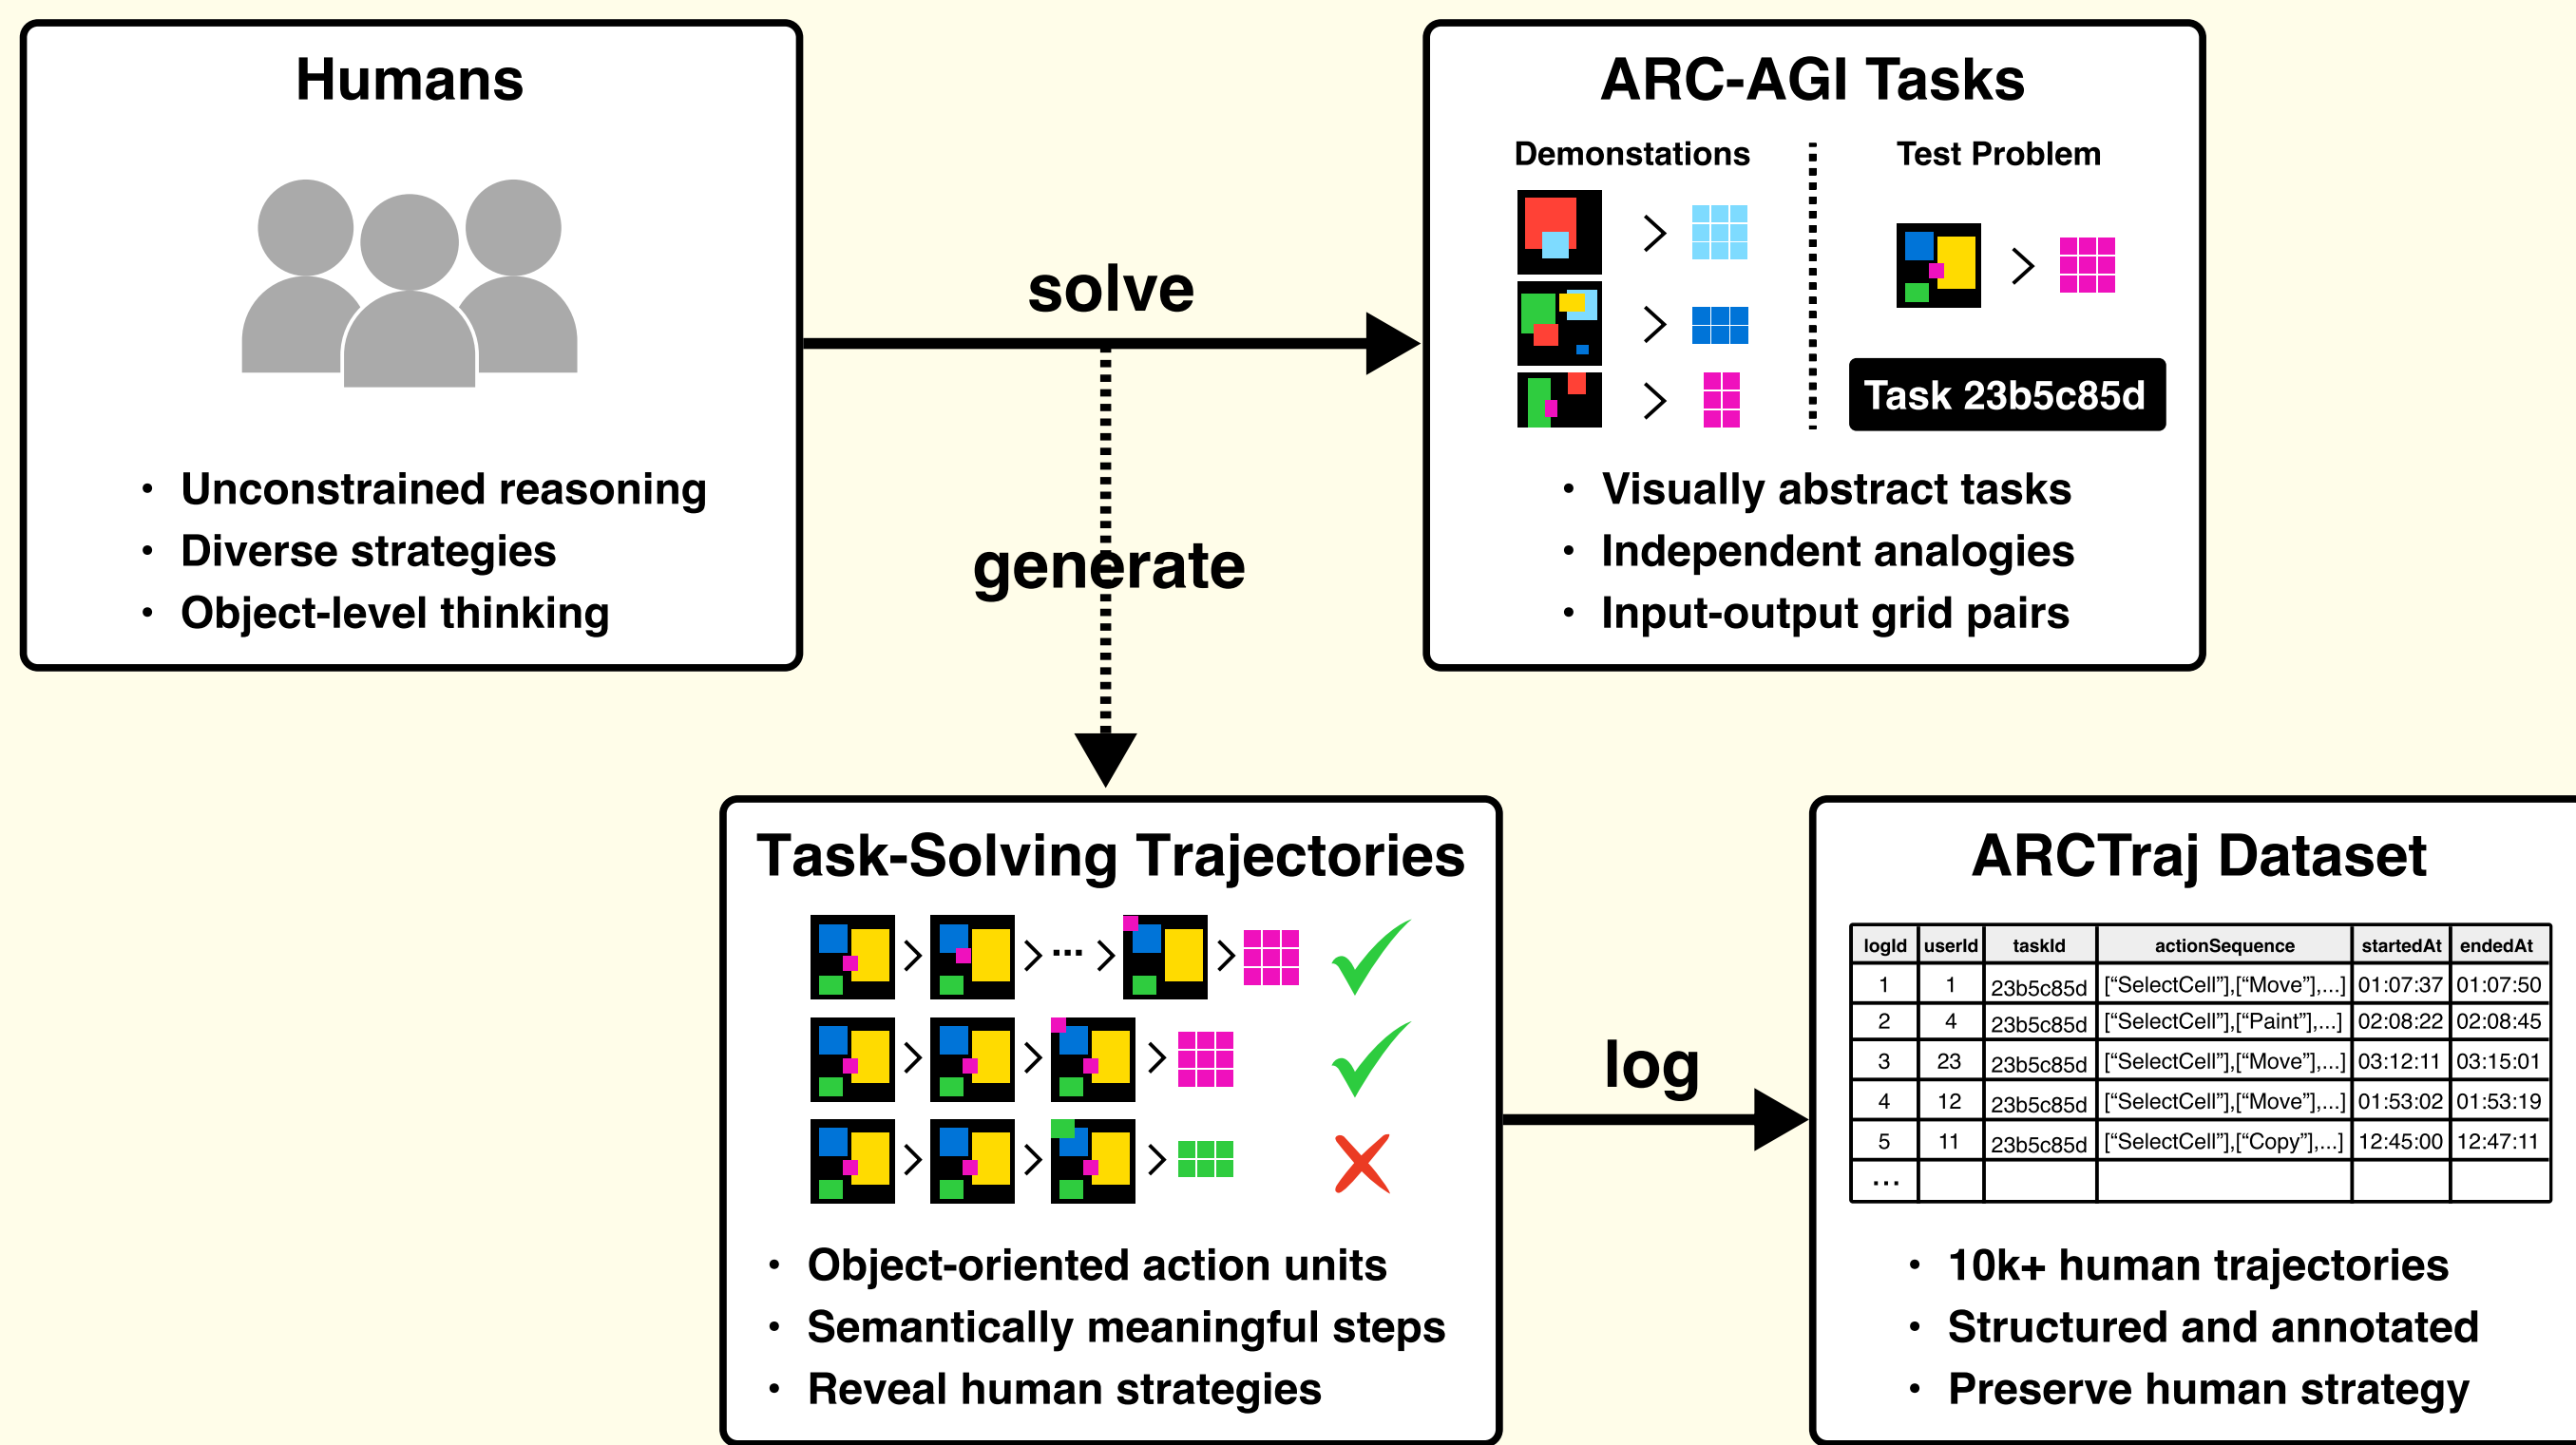 Humans
• Unconstrained reasoning
• Diverse strategies
• Object-level thinking
solve
generate
ARC-AGI Tasks
Demonstations
Test Problem
Task 23b5c85d
• Visually abstract tasks
• Independent analogies
• Input-output grid pairs
Task-Solving Trajectories
...
• Object-oriented action units
• Semantically meaningful steps
• Reveal human strategies
log
ARCTraj Dataset
logId userId taskId actionSequence startedAt endedAt
1 1 23b5c85d [“SelectCell”],[“Move”],...] 01:07:37 01:07:50
2 4 23b5c85d [“SelectCell”],[“Paint”],...] 02:08:22 02:08:45
3 23 23b5c85d [“SelectCell”],[“Move”],...] 03:12:11 03:15:01
4 12 23b5c85d [“SelectCell”],[“Move”],...] 01:53:02 01:53:19
5 11 23b5c85d [“SelectCell”],[“Copy”],...] 12:45:00 12:47:11
...
• 10k+ human trajectories
• Structured and annotated
• Preserve human strategy